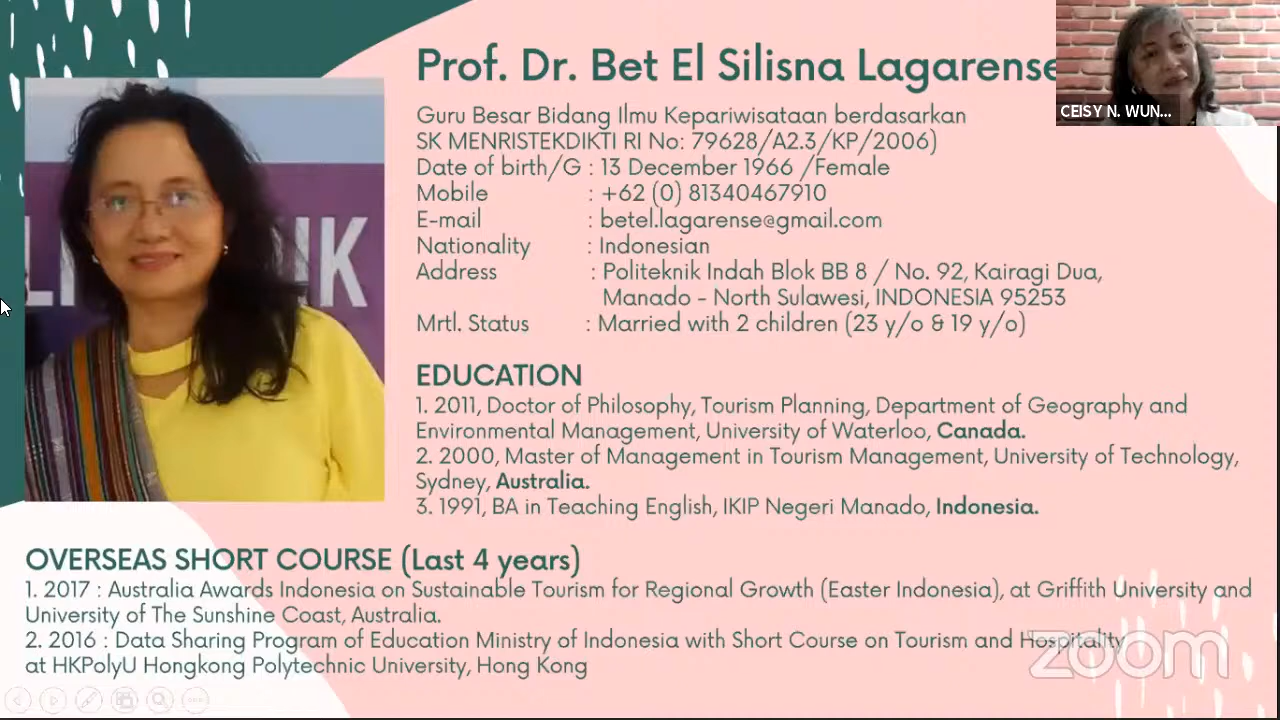 Prof. Dr. Bet El Silisna Lagarense
CEISY N. WUN...
Guru Besar Bidang Ilmu Kepariwisataan berdasarkan
SK MENRISTEKDIKTI RI No: 79628/A2.3/KP/2006)
Date of birth/G : 13 December 1966 /Female
Mobile : +62 (0) 81340467910
E-mail : betel.lagarense@gmail.com
Nationality : Indonesian
Address : Politeknik Indah Blok BB 8 / No. 92, Kairagi Dua,
Manado - North Sulawesi, INDONESIA 95253
Mrtl. Status : Married with 2 children (23 y/o & 19 y/o)
EDUCATION
1. 2011, Doctor of Philosophy, Tourism Planning, Department of Geography and
Environmental Management, University of Waterloo, Canada.
2. 2000, Master of Management in Tourism Management, University of Technology,
Sydney, Australia.
3. 1991, BA in Teaching English, IKIP Negeri Manado, Indonesia.
OVERSEAS SHORT COURSE (Last 4 years)
1. 2017 : Australia Awards Indonesia on Sustainable Tourism for Regional Growth (Easter Indonesia), at Griffith University and
University of The Sunshine Coast, Australia.
2. 2016 : Data Sharing Program of Education Ministry of Indonesia with Short Course on Tourism and Hospitality
at HKPolyU Hongkong Polytechnic University, Hong Kong
zoom